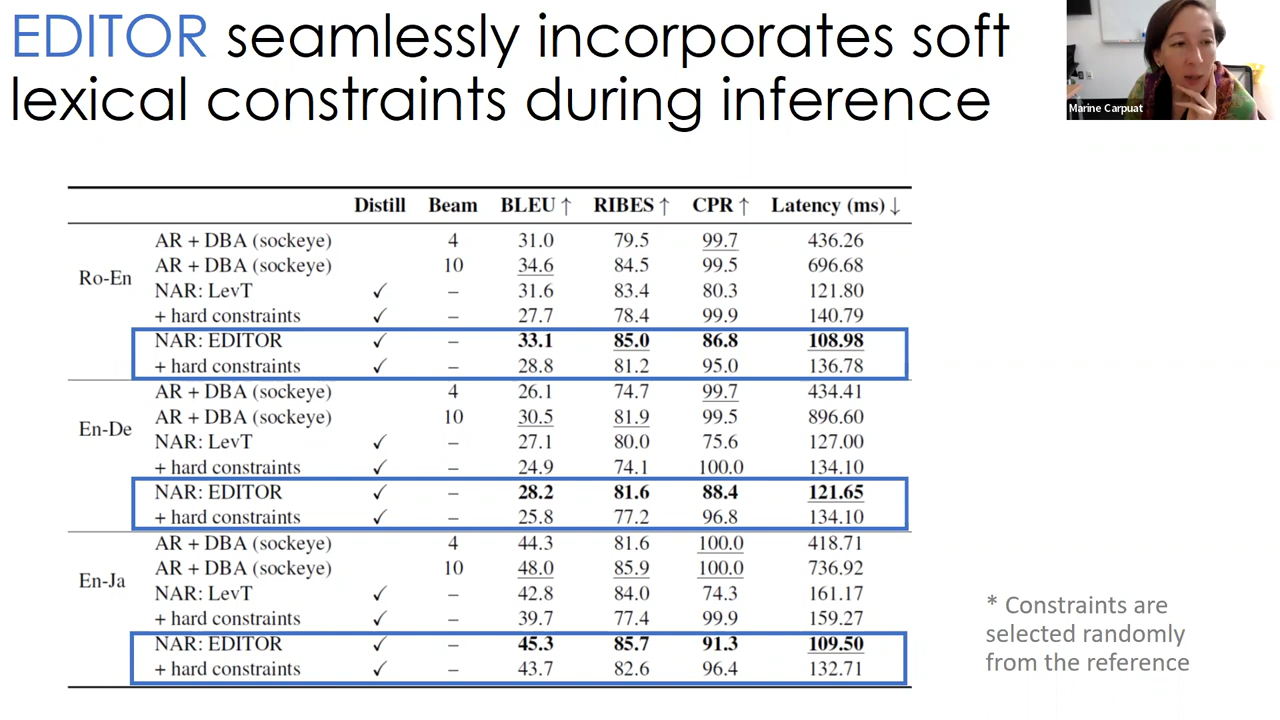 EDITOR seamlessly incorporates soft
lexical constraints during inference
Marine Carpuat
Distill Beam BLEU ↑ RIBES ↑ CPR ↑ Latency (ms) ↓
Ro-En
AR + DBA (sockeye) 4 31.0 79.5 99.7 436.26
AR + DBA (sockeye) 10 34.6 84.5 99.5 696.68
NAR: LevT ✓ – 31.6 83.4 80.3 121.80
+ hard constraints ✓ – 27.7 78.4 99.9 140.79
NAR: EDITOR ✓ – 33.1 85.0 86.8 108.98
+ hard constraints ✓ – 28.8 81.2 95.0 136.78
En-De
AR + DBA (sockeye) 4 26.1 74.7 99.7 434.41
AR + DBA (sockeye) 10 30.5 81.9 99.5 896.60
NAR: LevT ✓ – 27.1 80.0 75.6 127.00
+ hard constraints ✓ – 24.9 74.1 100.0 134.10
NAR: EDITOR ✓ – 28.2 81.6 88.4 121.65
+ hard constraints ✓ – 25.8 77.2 96.8 134.10
En-Ja
AR + DBA (sockeye) 4 44.3 81.6 100.0 418.71
AR + DBA (sockeye) 10 48.0 85.9 100.0 736.92
NAR: LevT ✓ – 42.8 84.0 74.3 161.17
+ hard constraints ✓ – 39.7 77.4 99.9 159.27
NAR: EDITOR ✓ – 45.3 85.7 91.3 109.50
+ hard constraints ✓ – 43.7 82.6 96.4 132.71
* Constraints are
selected randomly
from the reference